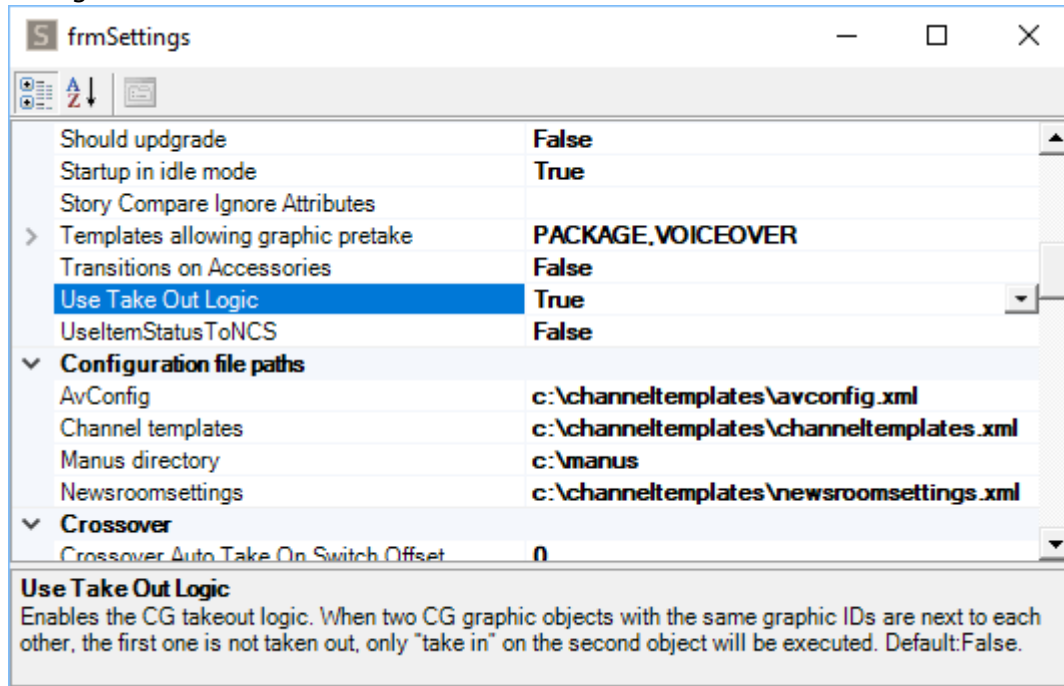 frmSettings
Should updgrade False
Startup in idle mode True
Story Compare Ignore Attributes
Templates allowing graphic pretake PACKAGE,VOICEOVER
Transitions on Accessories False
Use Take Out Logic True
UseItemStatusToNCS False
Configuration file paths
AvConfig c:\channeltemplates\avconfig.xml
Channel templates c:\channeltemplates\channeltemplates.xml
Manus directory c:\manus
Newsroomsettings c:\channeltemplates\newsroomsettings.xml
Crossover
Crossover Auto Take On Switch Offset 0
Use Take Out Logic
Enables the CG takeout logic. When two CG graphic objects with the same graphic IDs are next to each
other, the first one is not taken out, only "take in" on the second object will be executed. Default:False.